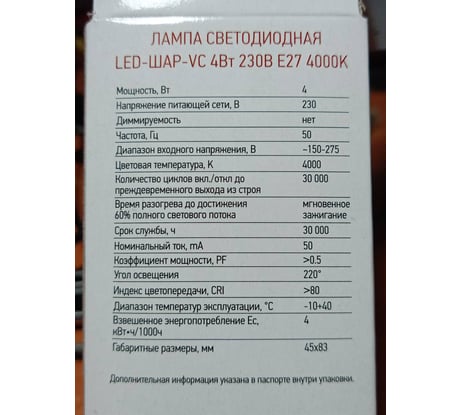 ЛАМПА СВЕТОДИОДНАЯ
LED-ШАР-VC 4Вт 230В E27 4000K
Мощность, Вт 4
Напряжение питающей сети, В 230
Диммируемость нет
Частота, Гц 50
Диапазон входного напряжения, В ~150-275
Цветовая температура, К 4000
Количество циклов вкл./откл до 30 000
преждевременного выхода из строя
Время разогрева до достижения мгновенное
60% полного светового потока зажигание
Срок службы, ч 30 000
Номинальный ток, mA 50
Коэффициент мощности, PF >0.5
Угол освещения 220°
Индекс цветопередачи, CRI >80
Диапазон температур эксплуатации, °С -10+40
Взвешенное энергопотребление Ес, 4
кВт•ч/1000ч
Габаритные размеры, мм 45х83
Дополнительная информация указана в паспорте внутри упаковки.